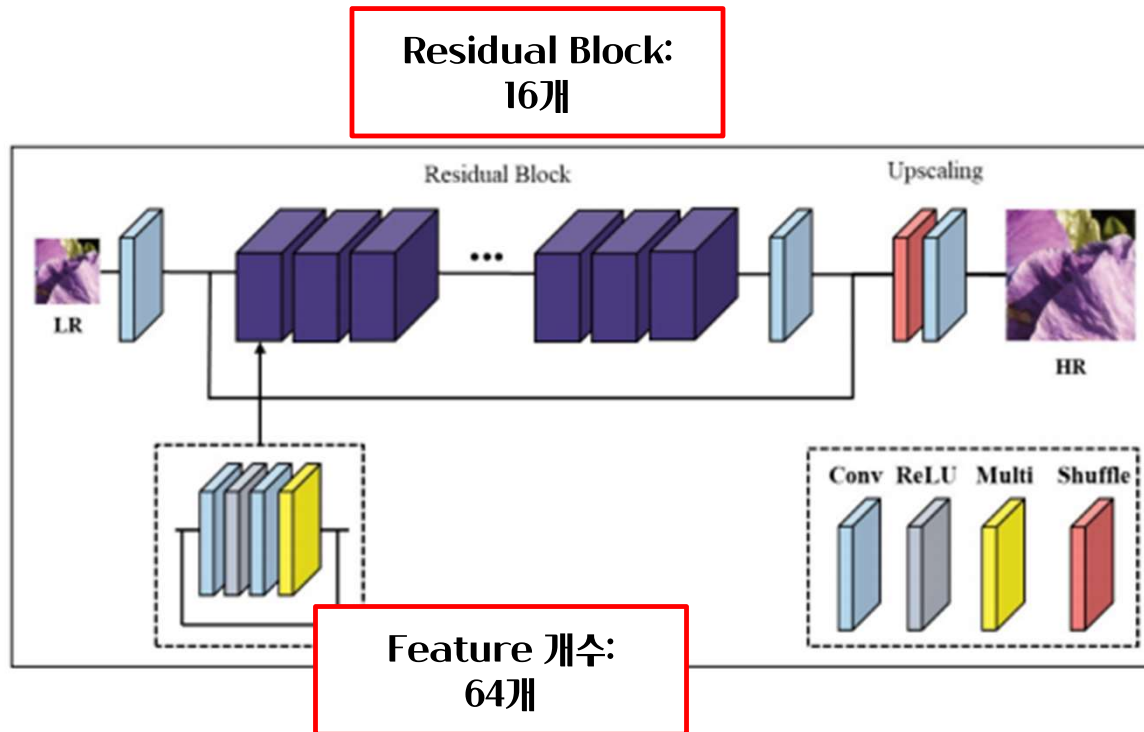 Residual Block:
16개
Residual Block
Upscaling
LR
HR
Conv ReLU Multi Shuffle
Feature 개수:
64개